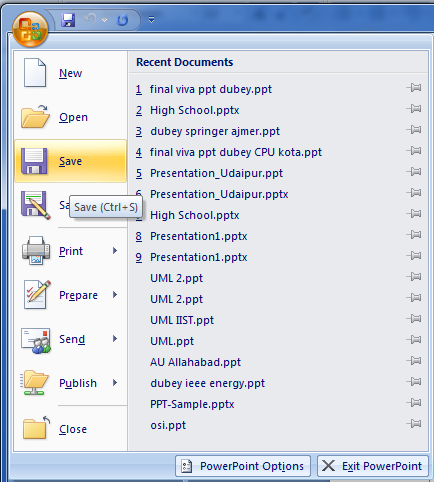 Recent Documents
New
Open
Save
Sa
Save (Ctrl+S)
Print
Prepare
Send
Publish
Close
1 final viva ppt dubey.ppt
2 High School.pptx
3 dubey springer ajmer.ppt
4 final viva ppt dubey CPU kota.ppt
5 Presentation_Udaipur.ppt
6 Presentation_Udaipur.pptx
High School.pptx
8 Presentation1.pptx
9 Presentation1.pptx
UML 2.ppt
UML 2.ppt
UML IIST.ppt
UML.ppt
AU Allahabad.ppt
dubey ieee energy.ppt
PPT-Sample.pptx
osi.ppt
PowerPoint Options
Exit PowerPoint